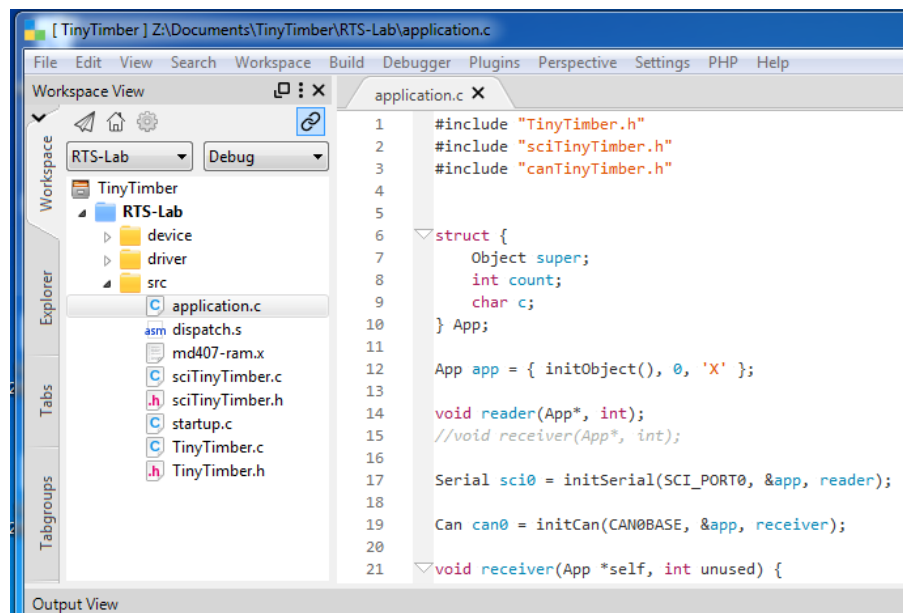 [ TinyTimber ] Z:\Documents\TinyTimber\RTS-Lab\application.c
File Edit View Search Workspace Build Debugger Plugins Perspective Settings PHP Help
Workspace View
Workspace
Explorer
Tabs
Tabgroups
RTS-Lab Debug
TinyTimber
RTS-Lab
device
driver
src
C application.c
asm dispatch.s
md407-ram.x
C sciTinyTimber.c
.h sciTinyTimber.h
C startup.c
C TinyTimber.c
.h TinyTimber.h
application.c
1 #include "TinyTimber.h"
2 #include "sciTinyTimber.h"
3 #include "canTinyTimber.h"
4
5
6 struct {
7 Object super;
8 int count;
9 char c;
10 } App;
11
12 App app = { initObject(), 0, 'X' };
13
14 void reader(App*, int);
15 //void receiver(App*, int);
16
17 Serial sci0 = initSerial(SCI_PORT0, &app, reader);
18
19 Can can0 = initCan(CAN0BASE, &app, receiver);
20
21 void receiver(App *self, int unused) {
Output View